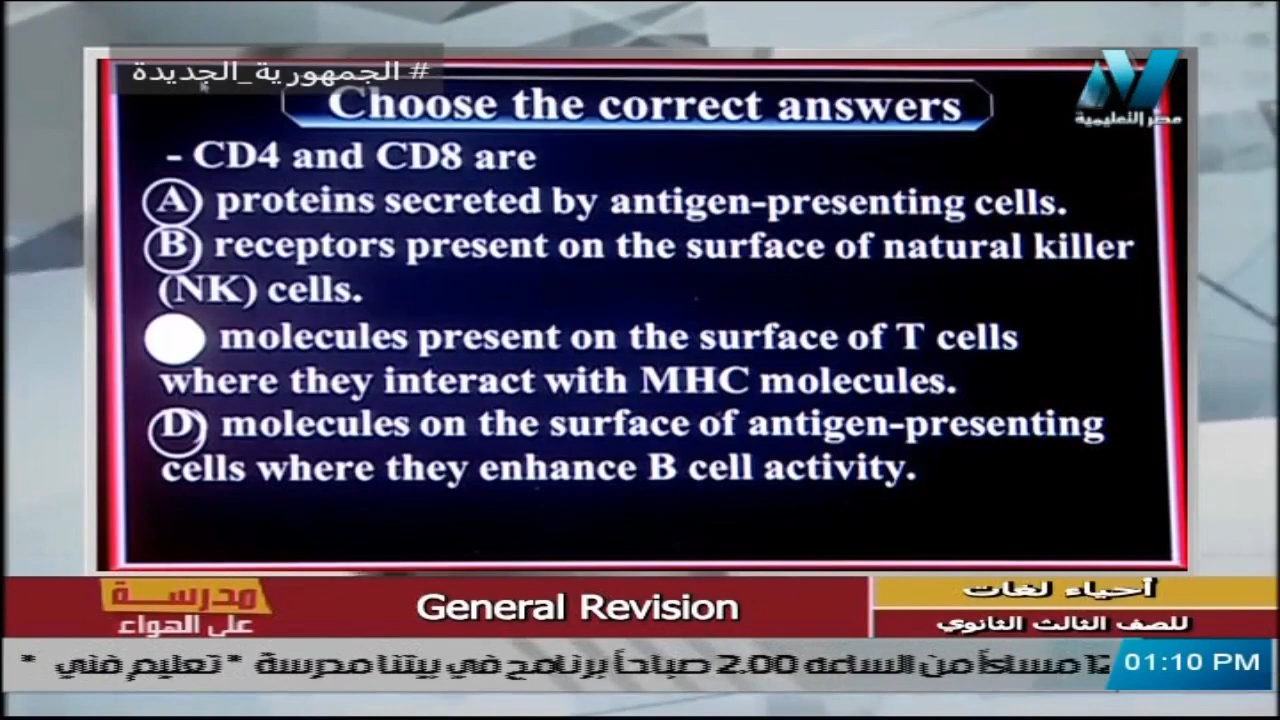 # الجمهورية_الجديدة
مصر التعليمية
Choose the correct answers
- CD4 and CD8 are
A proteins secreted by antigen-presenting cells.
B receptors present on the surface of natural killer
(NK) cells.
molecules present on the surface of T cells
where they interact with MHC molecules.
D molecules on the surface of antigen-presenting
cells where they enhance B cell activity.
مدرسة
على الهواء
General Revision
أحياء لغات
للصف الثالث الثانوي
12 مساءاً من الساعه 2.00 صباحاً برنامج في بيتنا مدرسة * تعليم فني *
01:10 PM